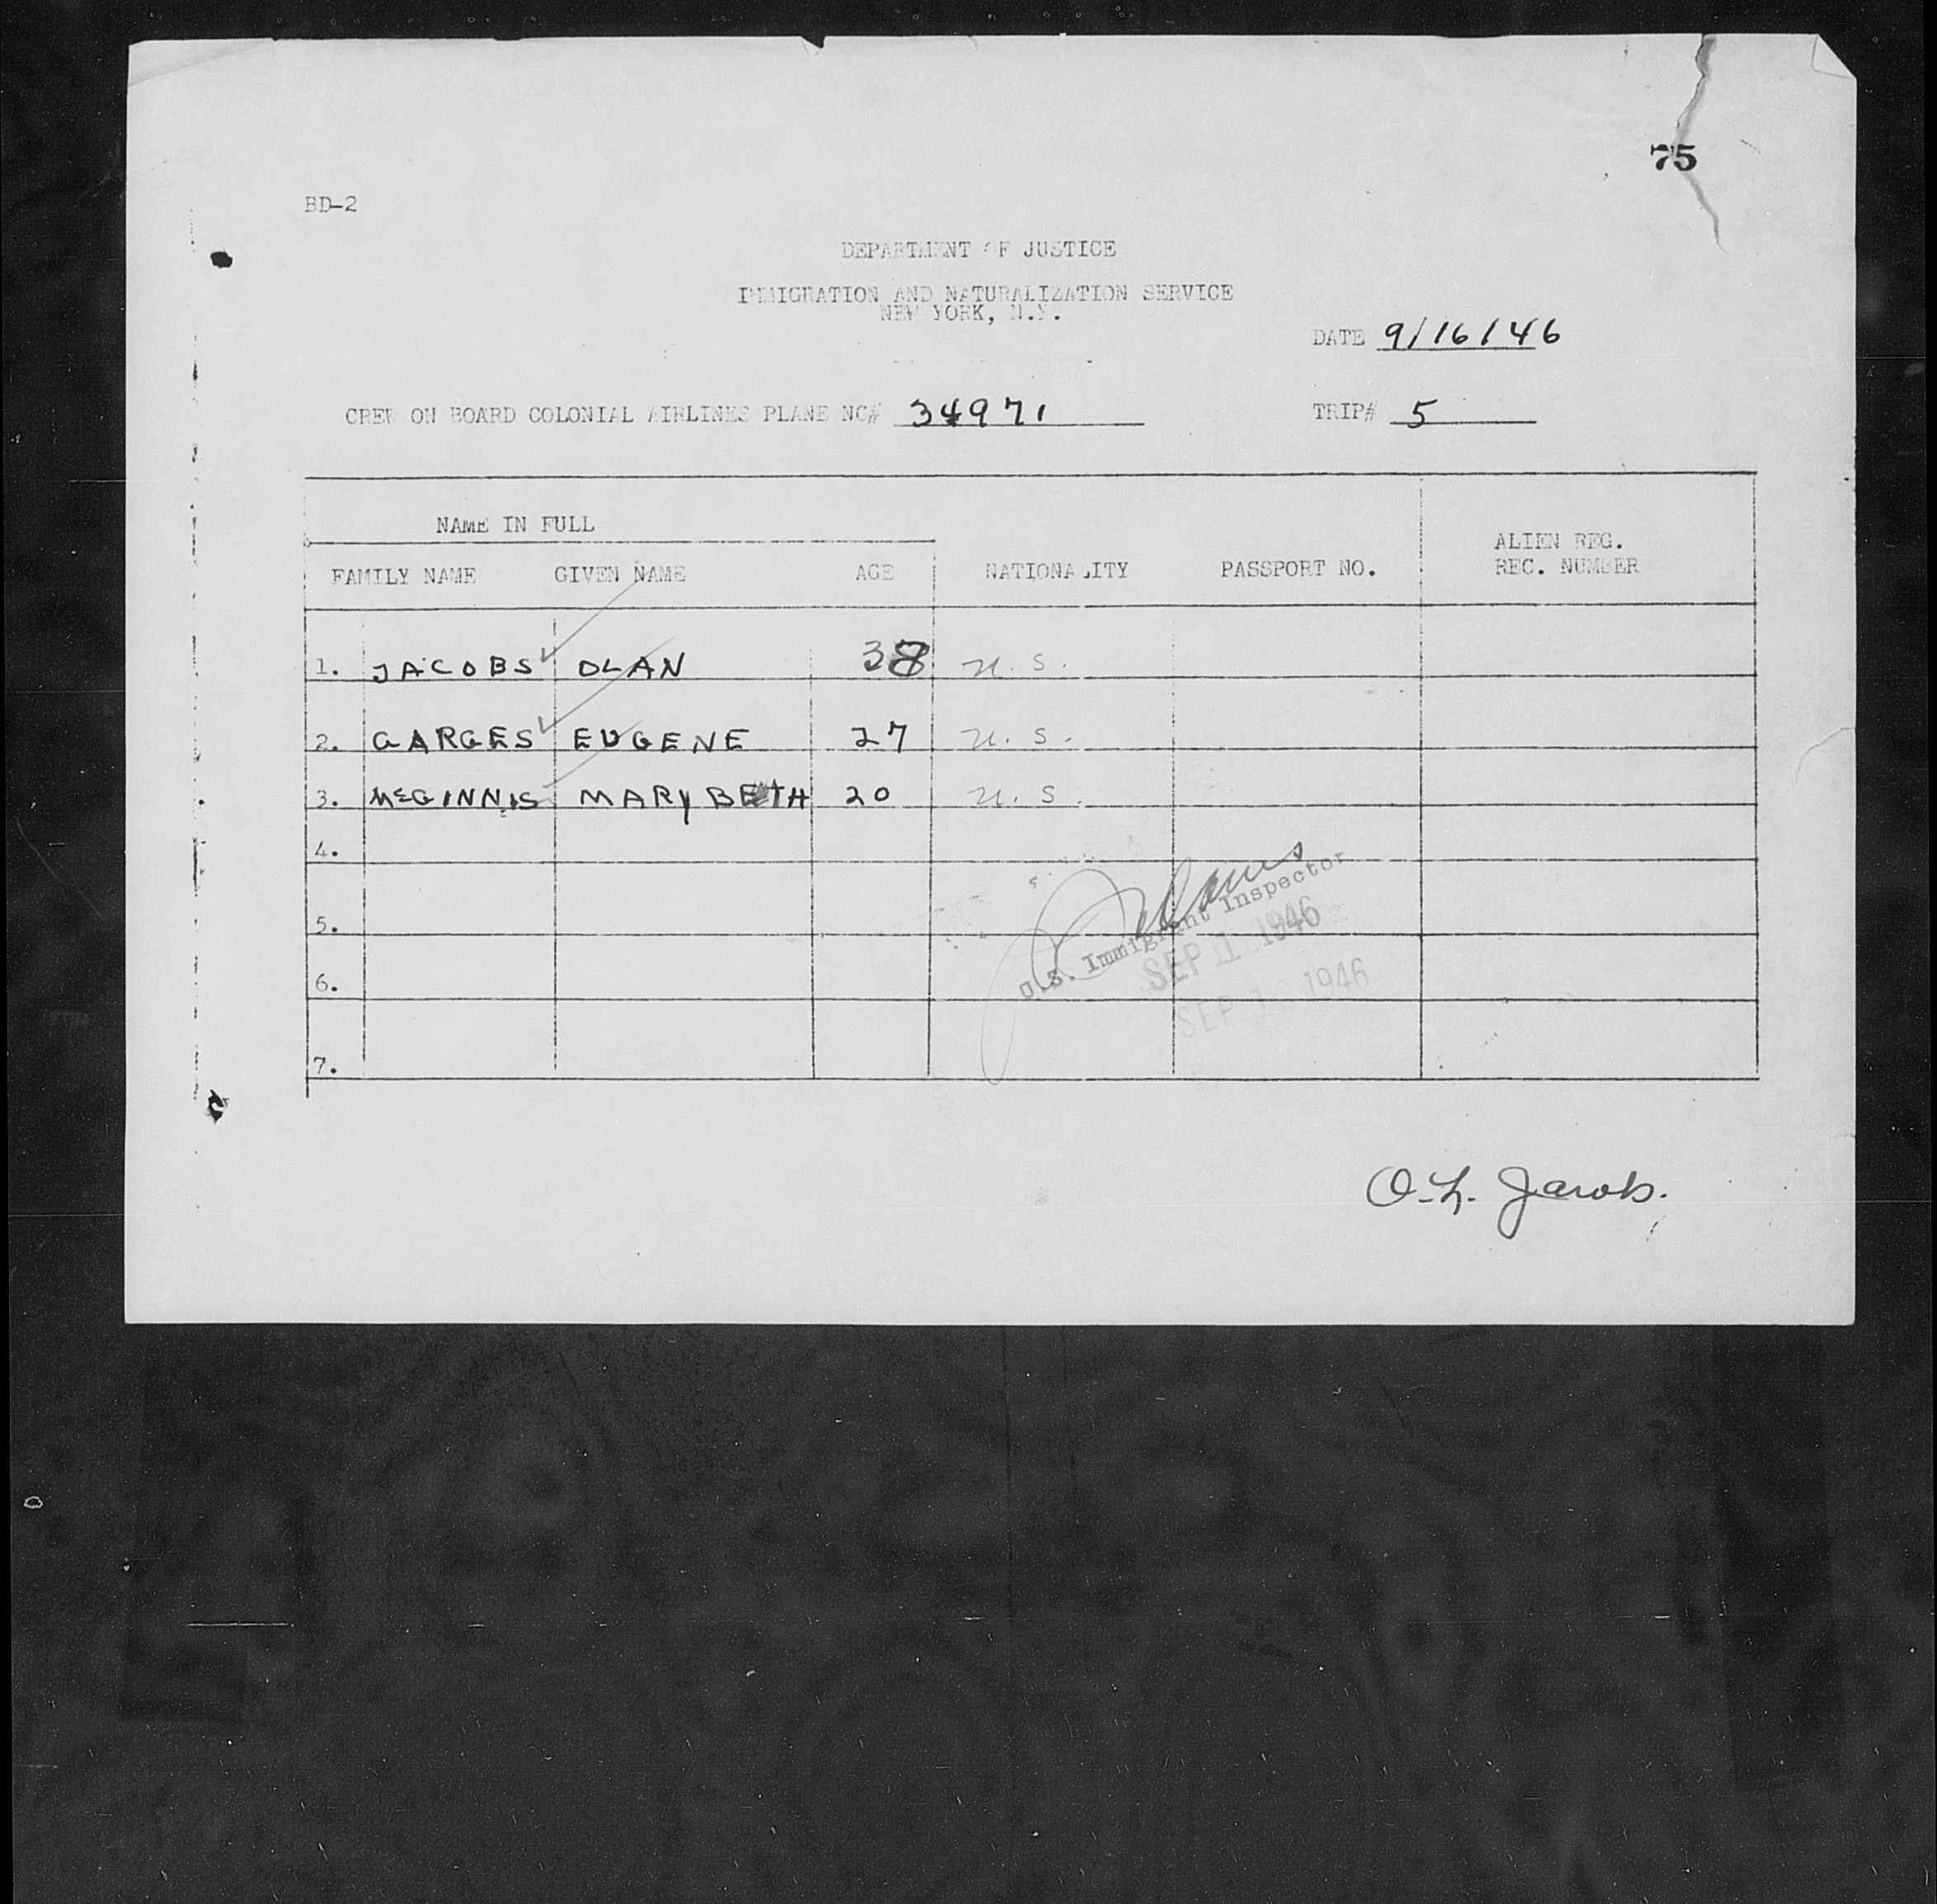 75
BD-2
DEPARTMENT OF JUSTICE
IMMIGRATION AND NATURALIZATION SERVICE
NEW YORK, N.Y.
DATE 9/16/46
CREW ON BOARD COLONIAL AIRLINES PLANE NC# 34971 TRIP# 5
NAME IN FULL
FAMILY NAME GIVEN NAME AGE NATIONALITY PASSPORT NO. ALIEN REG. REC. NUMBER
1. JACOBS OLAN 38 U.S.
2. GARGES EUGENE 27 U.S.
3. McGINNIS MARY BETH 20 U.S.
4.
5.
6.
7.
U.S. Immigrant Inspector
SEP 1946
SEP 1946
O.L. Jacobs.